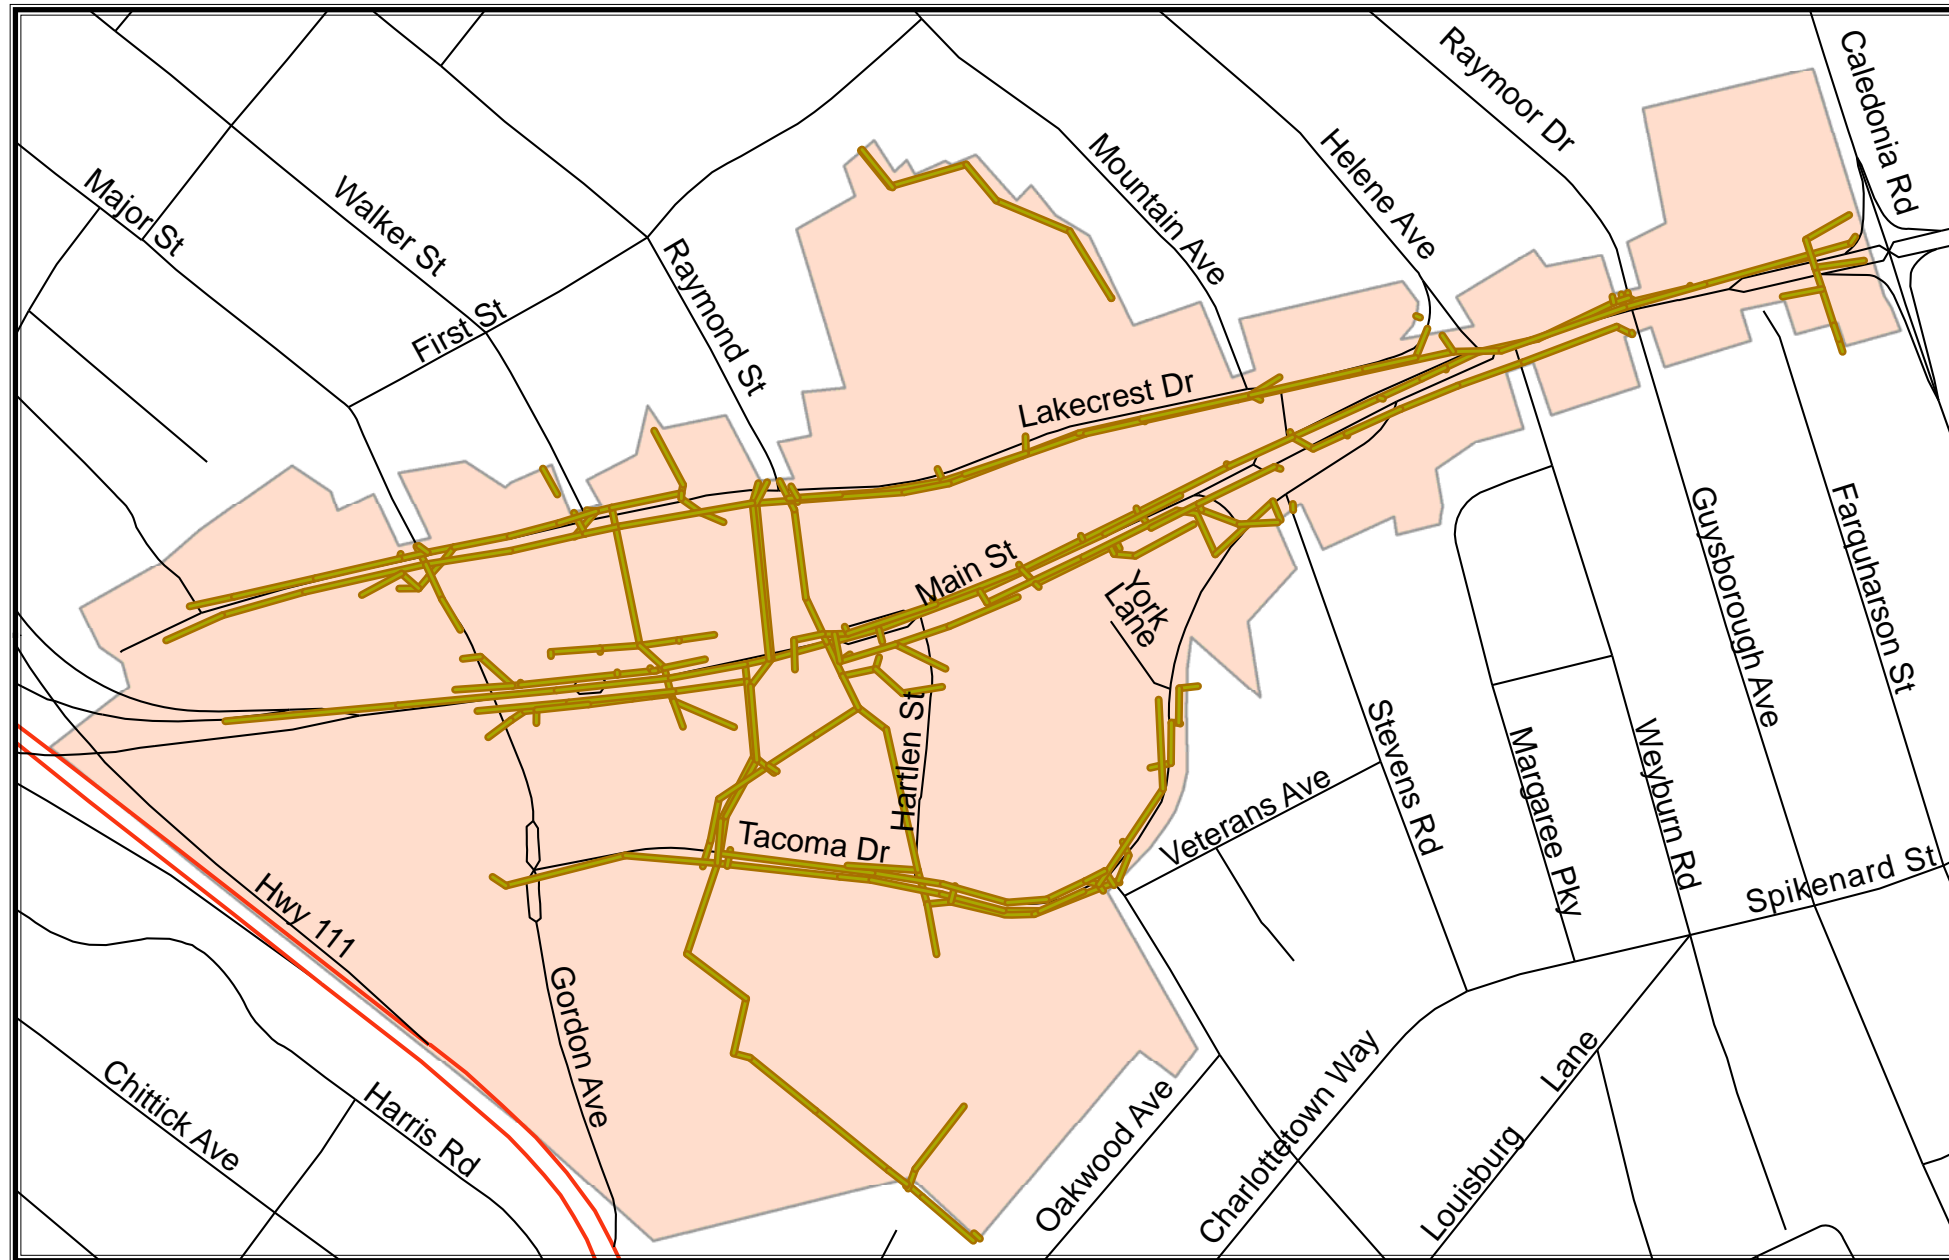 Raymoor Dr
Caledonia Rd
Helene Ave
Mountain Ave
Major St
Walker St
First St
Raymond St
Lakecrest Dr
Main St
York
Lane
Guysborough Ave
Farquharson St
Hartlen St
Stevens Rd
Margaree Pky
Weyburn Rd
Veterans Ave
Tacoma Dr
Spikenard St
Hwy 111
Gordon Ave
Chittick Ave
Harris Rd
Oakwood Ave
Charlottetown Way
Louisburg Lane